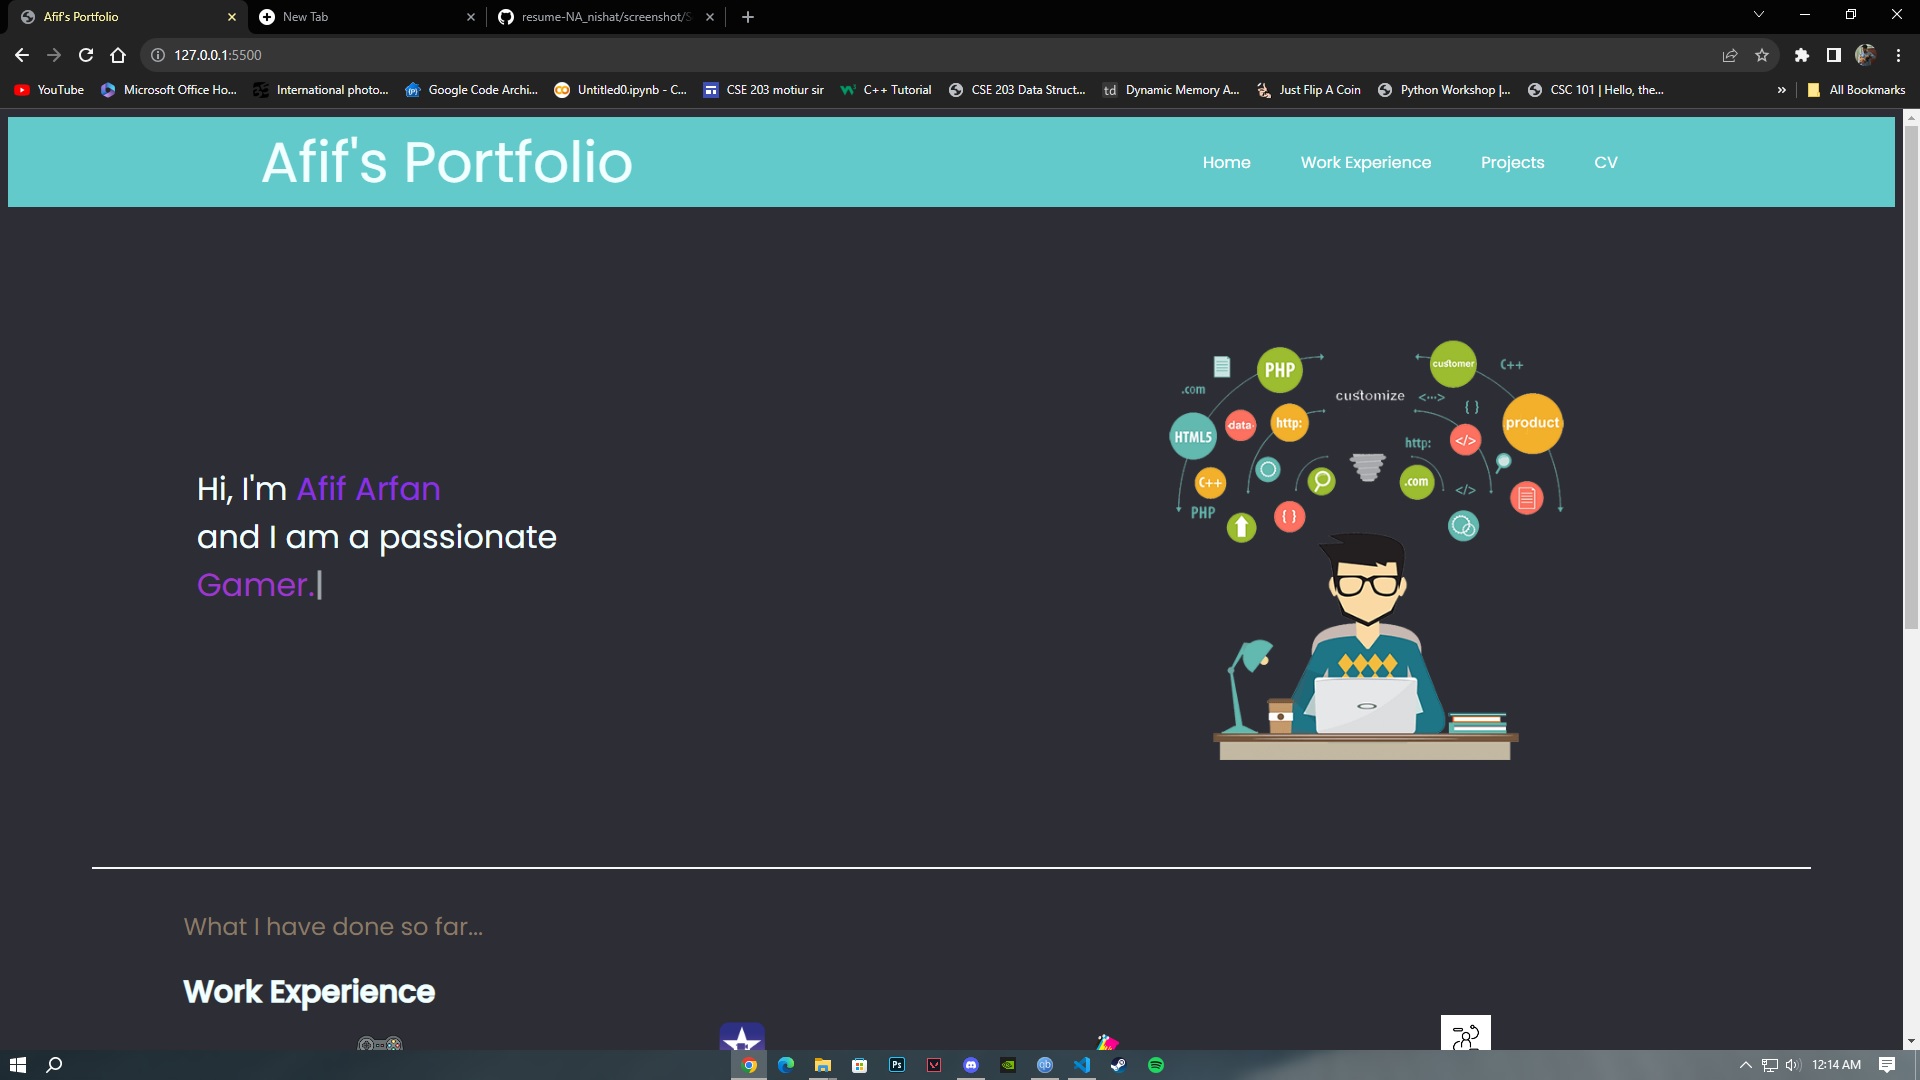 Afif's Portfolio
New Tab
resume-NA_nishat/screenshot/S
127.0.0.1:5500
YouTube
Microsoft Office Ho...
International photo...
Google Code Archi...
Untitled0.ipynb - C...
CSE 203 motiur sir
C++ Tutorial
CSE 203 Data Struct...
td
Dynamic Memory A...
Just Flip A Coin
Python Workshop |...
CSC 101 | Hello, the...
»
All Bookmarks
Afif's Portfolio
Home
Work Experience
Projects
CV
PHP
customer
C++
.com
customize
<···>
{ }
product
HTML5
data
http:
http:
</>
C++
.com
</>
PHP
{ }
Hi, I'm Afif Arfan
and I am a passionate
Gamer.|
What I have done so far...
Work Experience
Ps
qb
12:14 AM